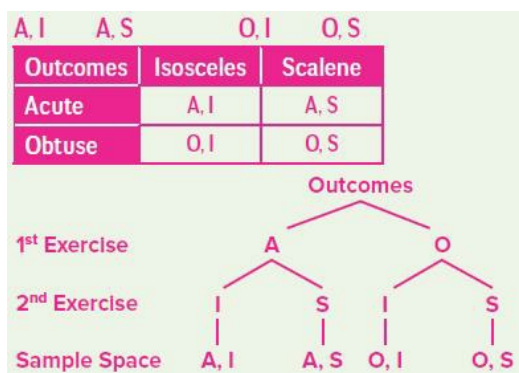 A, I A, S O, I O, S
Outcomes Isosceles Scalene
Acute A, I A, S
Obtuse O, I O, S
Outcomes
1st Exercise A O
2nd Exercise I S I S
Sample Space A, I A, S O, I O, S